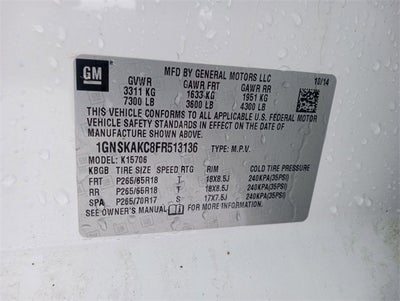 GM
MFD BY GENERAL MOTORS LLC 10/14
GVWR GAWR FRT GAWR RR
3311 KG 1633 KG 1951 KG
7300 LB 3600 LB 4300 LB
THIS VEHICLE CONFORMS TO ALL APPLICABLE U.S. FEDERAL MOTOR
VEHICLE SAFETY STANDARDS IN EFFECT ON THE DATE OF
MANUFACTURE SHOWN ABOVE.
1GNSKAKC8FR513136 TYPE: M.P.V.
MODEL: K15706
KBGB TIRE SIZE SPEED RTG RIM COLD TIRE PRESSURE
FRT P265/65R18 T 18X8.5J 240KPA(35PSI)
RR P265/65R18 T 18X8.5J 240KPA(35PSI)
SPA P265/70R17 S 17X7.5J 240KPA(35PSI)
SEE OWNER'S MANUAL FOR MORE INFORMATION.